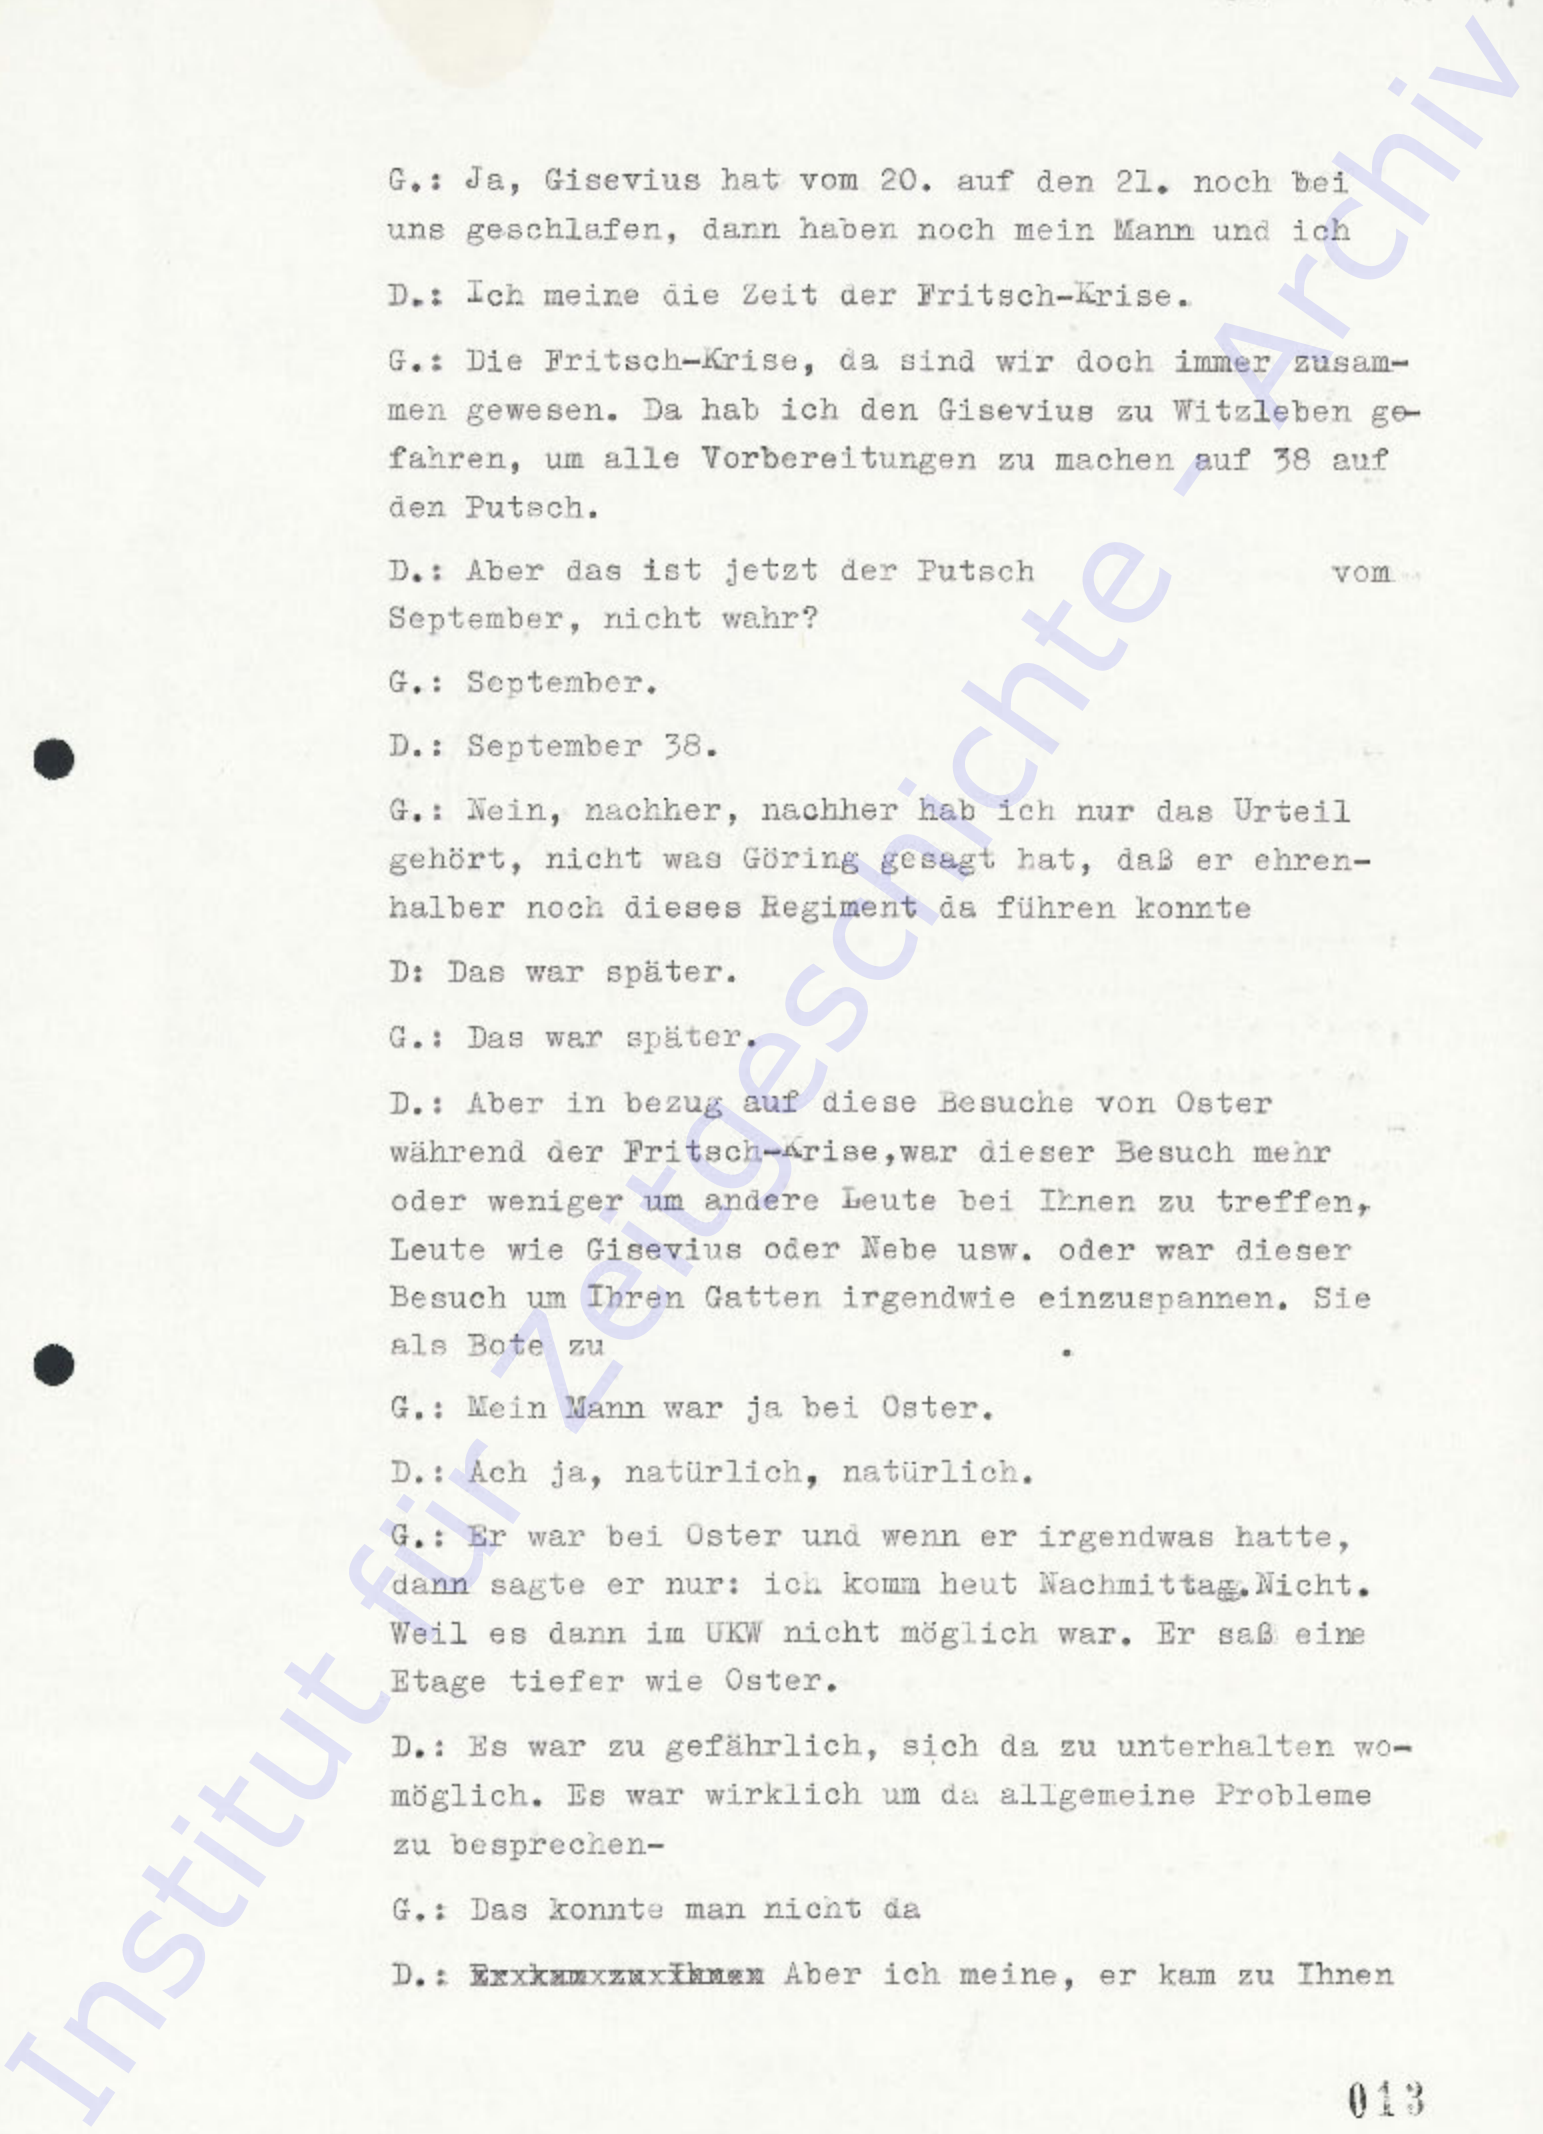 G.: Ja, Gisevius hat vom 20. auf den 21. noch bei
uns geschlafen, dann haben noch mein Mann und ich
D.: Ich meine die Zeit der Fritsch-Krise.
G.: Die Fritsch-Krise, da sind wir doch immer zusam-
men gewesen. Da hab ich den Gisevius zu Witzleben ge-
fahren, um alle Vorbereitungen zu machen auf 38 auf
den Putsch.
D.: Aber das ist jetzt der Putsch vom
September, nicht wahr?
G.: September.
D.: September 38.
G.: Nein, nachher, nachher hab ich nur das Urteil
gehört, nicht was Göring gesagt hat, daß er ehren-
halber noch dieses Regiment da führen konnte
D: Das war später.
G.: Das war später.
D.: Aber in bezug auf diese Besuche von Oster
während der Fritsch-Krise,war dieser Besuch mehr
oder weniger um andere Leute bei Ihnen zu treffen,
Leute wie Gisevius oder Nebe usw. oder war dieser
Besuch um Ihren Gatten irgendwie einzuspannen. Sie
als Bote zu .
G.: Mein Mann war ja bei Oster.
D.: Ach ja, natürlich, natürlich.
G.: Er war bei Oster und wenn er irgendwas hatte,
dann sagte er nur: ich komm heut Nachmittag.Nicht.
Weil es dann im UKW nicht möglich war. Er saß eine
Etage tiefer wie Oster.
D.: Es war zu gefährlich, sich da zu unterhalten wo-
möglich. Es war wirklich um da allgemeine Probleme
zu besprechen-
G.: Das konnte man nicht da
D.: Er kam zu Ihnen Aber ich meine, er kam zu Ihnen
013
Institut für Zeitgeschichte - Archiv